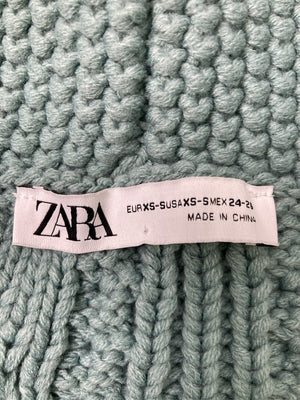 ZARA
EUR XS-S USA XS-S MEX 24-26
MADE IN CHINA